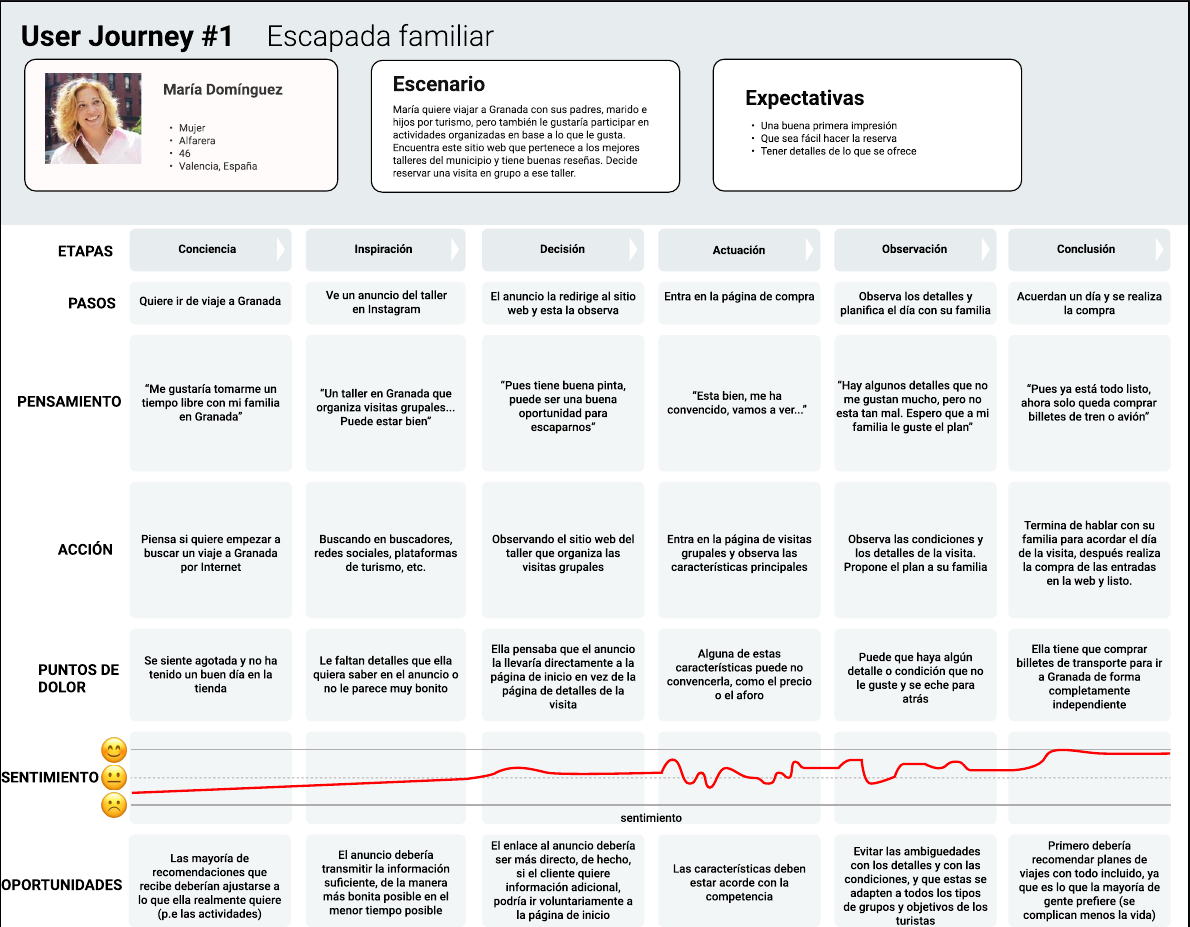 User Journey #1 Escapada familiar
María Domínguez
• Mujer
• Alfarera
• 46
• Valencia, España
Escenario
María quiere viajar a Granada con sus padres, marido e
hijos por turismo, pero también le gustaría participar en
actividades organizadas en base a lo que le gusta.
Encuentra este sitio web que pertenece a los mejores
talleres del municipio y tiene buenas reseñas. Decide
reservar una visita en grupo a ese taller.
Expectativas
• Una buena primera impresión
• Que sea fácil hacer la reserva
• Tener detalles de lo que se ofrece
ETAPAS
Conciencia
Inspiración
Decisión
Actuación
Observación
Conclusión
PASOS
Quiere ir de viaje a Granada
Ve un anuncio del taller
en Instagram
El anuncio la redirige al sitio
web y esta la observa
Entra en la página de compra
Observa los detalles y
planifica el día con su familia
Acuerdan un día y se realiza
la compra
PENSAMIENTO
“Me gustaría tomarme un
tiempo libre con mi familia
en Granada”
“Un taller en Granada que
organiza visitas grupales...
Puede estar bien”
“Pues tiene buena pinta,
puede ser una buena
oportunidad para
escaparnos”
“Esta bien, me ha
convencido, vamos a ver...”
“Hay algunos detalles que no
me gustan mucho, pero no
esta tan mal. Espero que a mi
familia le guste el plan”
“Pues ya está todo listo,
ahora solo queda comprar
billetes de tren o avión”
ACCIÓN
Piensa si quiere empezar a
buscar un viaje a Granada
por Internet
Buscando en buscadores,
redes sociales, plataformas
de turismo, etc.
Observando el sitio web del
taller que organiza las
visitas grupales
Entra en la página de visitas
grupales y observa las
características principales
Observa las condiciones y
los detalles de la visita.
Propone el plan a su familia
Termina de hablar con su
familia para acordar el día
de la visita, después realiza
la compra de las entradas
en la web y listo.
PUNTOS DE
DOLOR
Se siente agotada y no ha
tenido un buen día en la
tienda
Le faltan detalles que ella
quiera saber en el anuncio o
no le parece muy bonito
Ella pensaba que el anuncio
la llevaría directamente a la
página de inicio en vez de la
página de detalles de la
visita
Alguna de estas
características puede no
convencerla, como el precio
o el aforo
Puede que haya algún
detalle o condición que no
le guste y se eche para
atrás
Ella tiene que comprar
billetes de transporte para ir
a Granada de forma
completamente
independiente
SENTIMIENTO
sentimiento
OPORTUNIDADES
Las mayoría de
recomendaciones que
recibe deberían ajustarse a
lo que ella realmente quiere
(p.e las actividades)
El anuncio debería
transmitir la información
suficiente, de la manera
más bonita posible en el
menor tiempo posible
El enlace al anuncio debería
ser más directo, de hecho,
si el cliente quiere
información adicional,
podría ir voluntariamente a
la página de inicio
Las características deben
estar acorde con la
competencia
Evitar las ambiguedades
con los detalles y con las
condiciones, y que estas se
adapten a todos los tipos
de grupos y objetivos de los
turistas
Primero debería
recomendar planes de
viajes con todo incluido, ya
que es lo que la mayoría de
gente prefiere (se
complican menos la vida)